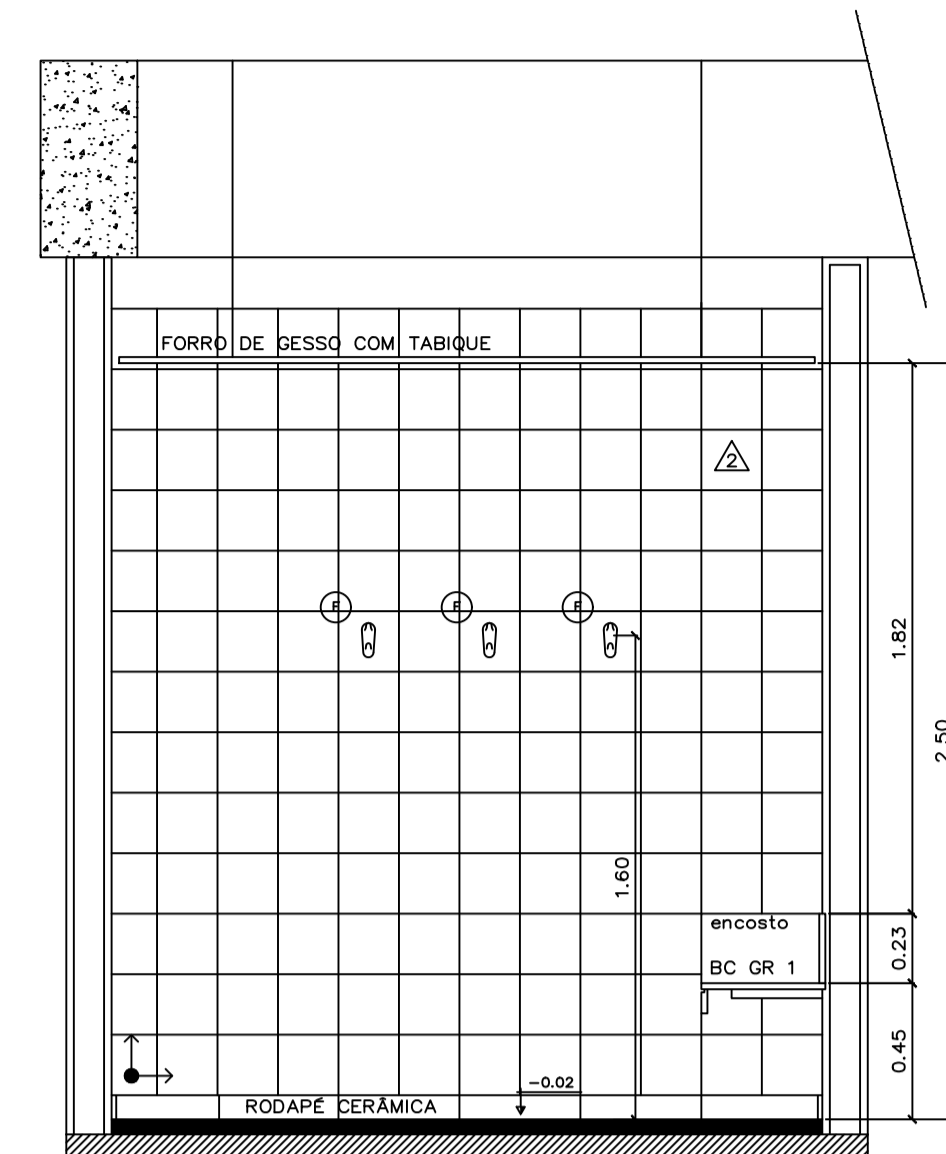 FORRO DE GESSO COM TABIQUE
2
F F F
1.82
2.50
1.60
encosto
0.23
BC GR 1
0.45
-0.02
RODAPÉ CERÂMICA